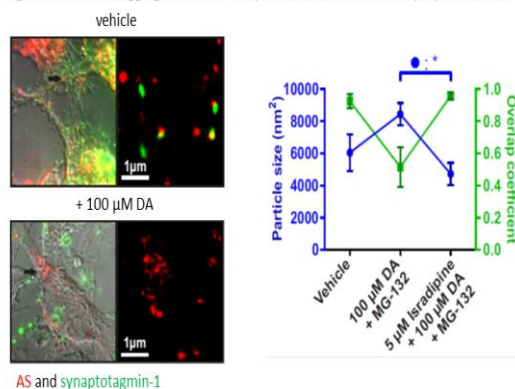 vehicle
1μm
+ 100 μM DA
1μm
AS and synaptotagmin-1
● : *
10000
8000
6000
4000
2000
0
Particle size (nm²)
1.0
0.8
0.6
0.4
0.2
0.0
Overlap coefficient
Vehicle
100 μM DA
+ MG-132
5 μM Isradipine
+ 100 μM DA
+ MG-132